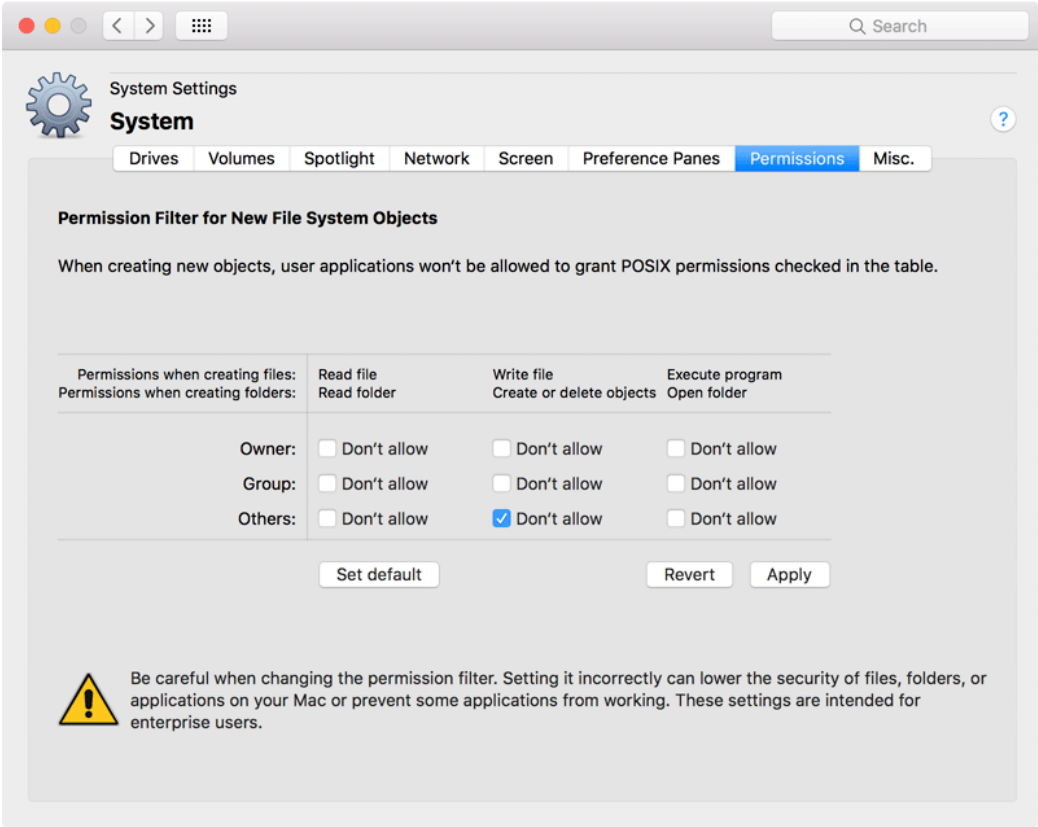 Search
System Settings
System
?
Drives Volumes Spotlight Network Screen Preference Panes Permissions Misc.
Permission Filter for New File System Objects
When creating new objects, user applications won‘t be allowed to grant POSIX permissions checked in the table.
Permissions when creating files: Read file Write file Execute program
Permissions when creating folders: Read folder Create or delete objects Open folder
Owner: Don‘t allow Don‘t allow Don‘t allow
Group: Don‘t allow Don‘t allow Don‘t allow
Others: Don‘t allow Don‘t allow Don‘t allow
Set default Revert Apply
Be careful when changing the permission filter. Setting it incorrectly can lower the security of files, folders, or
applications on your Mac or prevent some applications from working. These settings are intended for
enterprise users.